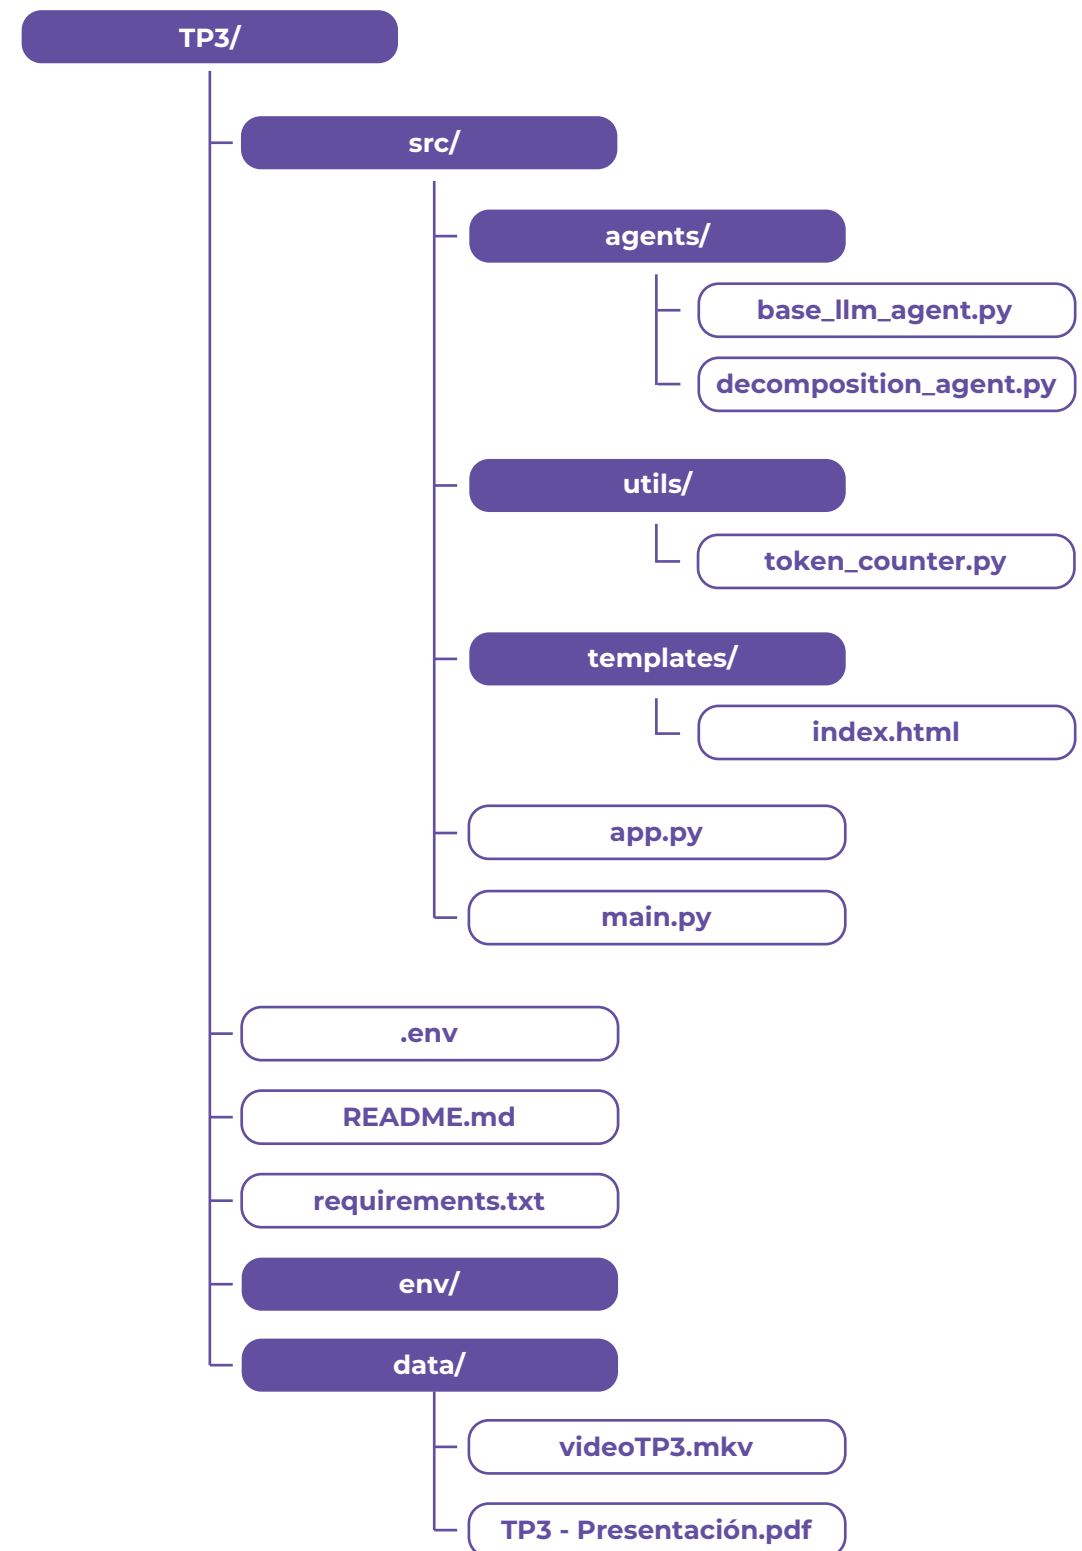 TP3/
src/
agents/
base_llm_agent.py
decomposition_agent.py
utils/
token_counter.py
templates/
index.html
app.py
main.py
.env
README.md
requirements.txt
env/
data/
videoTP3.mkv
TP3 - Presentación.pdf